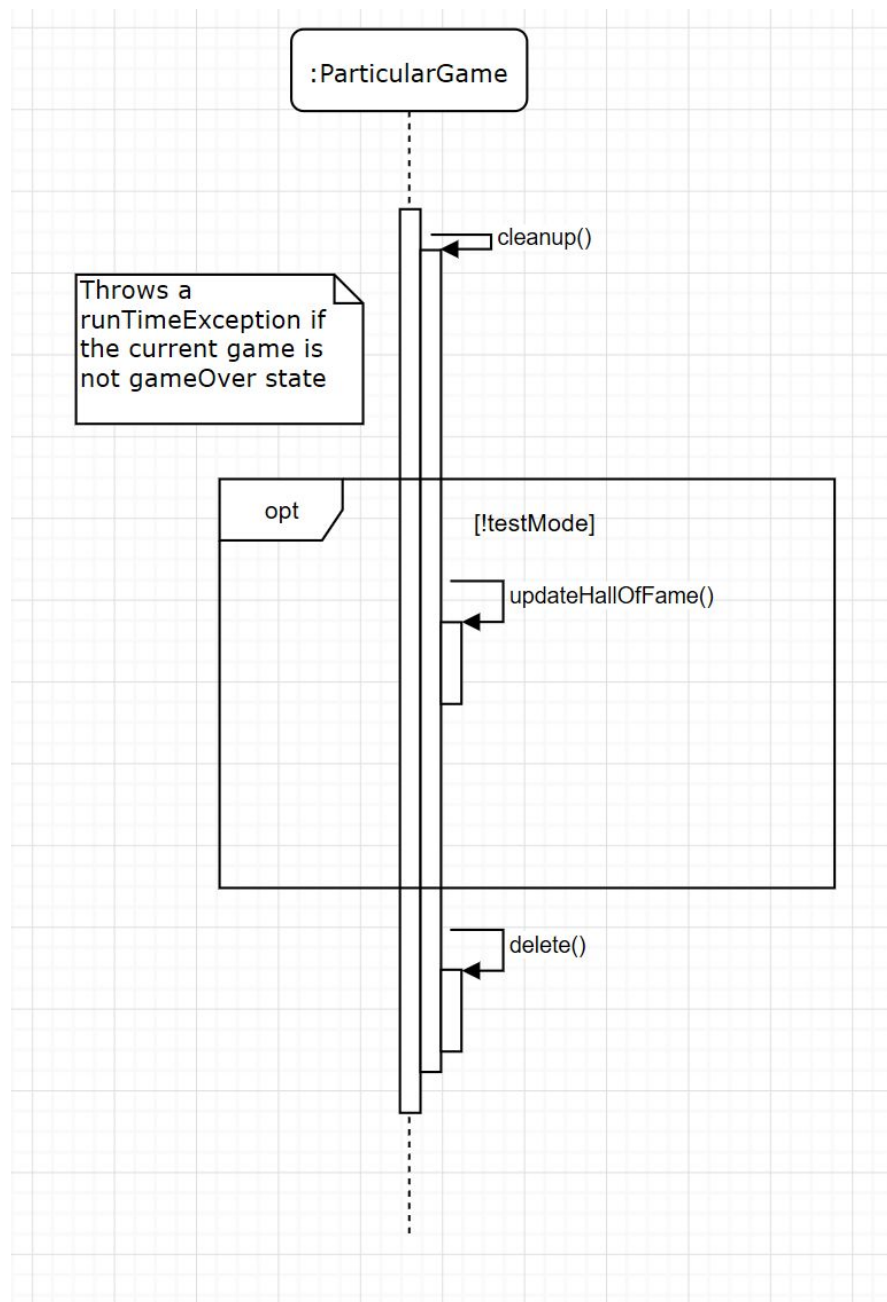 :ParticularGame
cleanup()
Throws a
runTimeException if
the current game is
not gameOver state
opt
[!testMode]
updateHallOfFame()
delete()